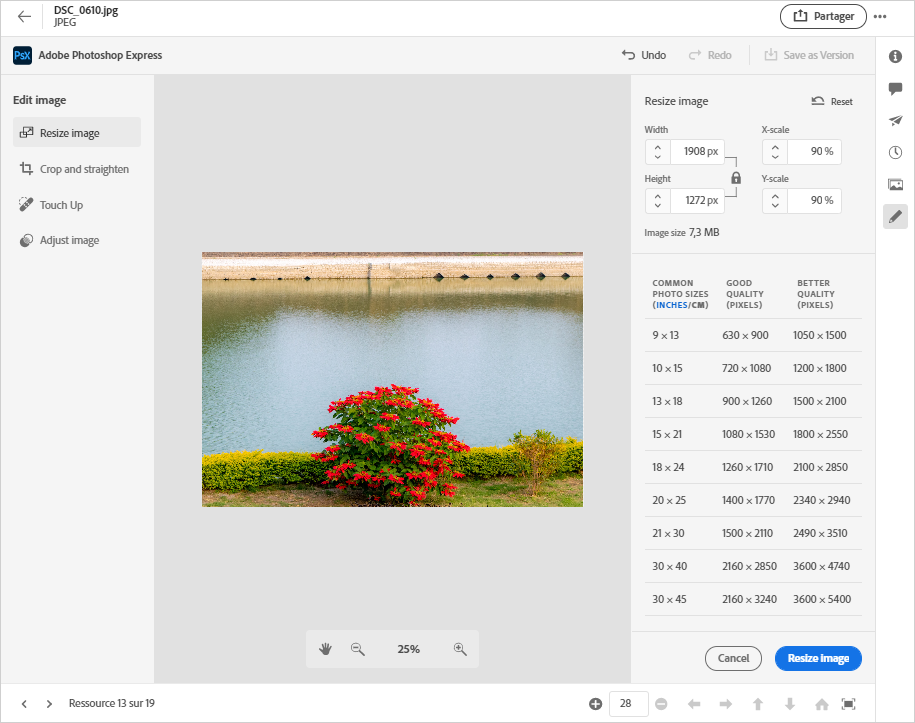 DSC_0610.jpg
JPEG
Partager
PsX Adobe Photoshop Express
Undo
Redo
Save as Version
Edit image
Resize image
Crop and straighten
Touch Up
Adjust image
Resize image
Reset
Width
X-scale
1908 px
90 %
Height
Y-scale
1272 px
90 %
Image size 7,3 MB
COMMON PHOTO SIZES (INCHES/CM)
GOOD QUALITY (PIXELS)
BETTER QUALITY (PIXELS)
9 × 13 630 × 900 1050 × 1500
10 × 15 720 × 1080 1200 × 1800
13 × 18 900 × 1260 1500 × 2100
15 × 21 1080 × 1530 1800 × 2550
18 × 24 1260 × 1710 2100 × 2850
20 × 25 1400 × 1770 2340 × 2940
21 × 30 1500 × 2110 2490 × 3510
30 × 40 2160 × 2850 3600 × 4740
30 × 45 2160 × 3240 3600 × 5400
25%
Cancel
Resize Image
Ressource 13 sur 19
28